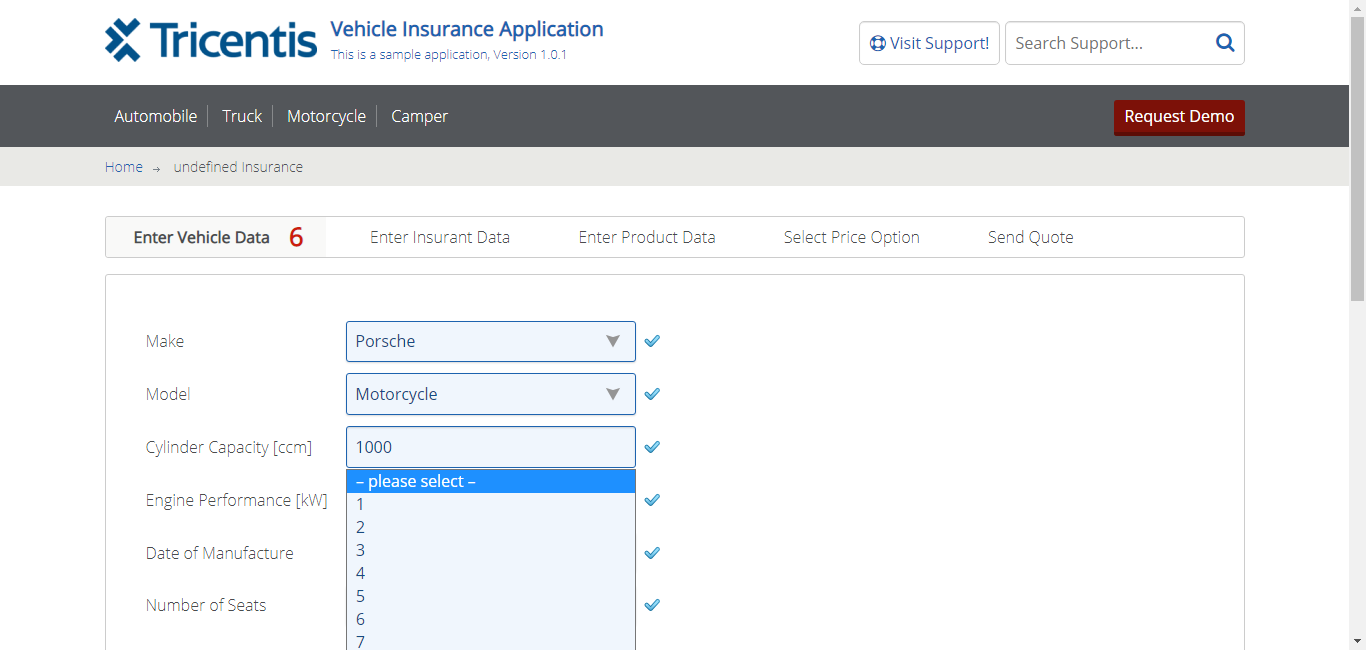 Tricentis
Vehicle Insurance Application
This is a sample application, Version 1.0.1
Visit Support!
Search Support...
Automobile
Truck
Motorcycle
Camper
Request Demo
Home → undefined Insurance
Enter Vehicle Data 6
Enter Insurant Data
Enter Product Data
Select Price Option
Send Quote
Make
Porsche
Model
Motorcycle
Cylinder Capacity [ccm]
1000
– please select –
Engine Performance [kW]
1
2
Date of Manufacture
3
4
Number of Seats
5
6
7